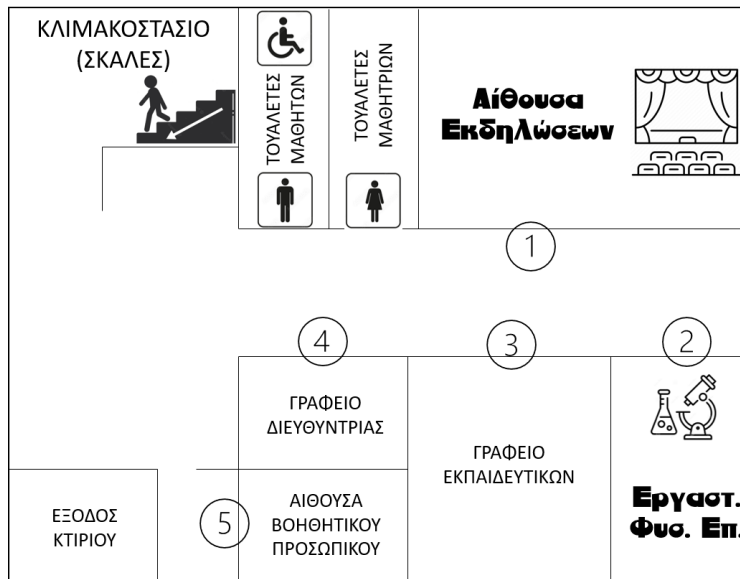 ΚΛΙΜΑΚΟΣΤΑΣΙΟ
(ΣΚΑΛΕΣ)
ΤΟΥΑΛΕΤΕΣ
ΜΑΘΗΤΩΝ
ΤΟΥΑΛΕΤΕΣ
ΜΑΘΗΤΡΙΩΝ
Αίθουσα
Εκδηλώσεων
1
4
3
2
ΓΡΑΦΕΙΟ
ΔΙΕΥΘΥΝΤΡΙΑΣ
ΓΡΑΦΕΙΟ
ΕΚΠΑΙΔΕΥΤΙΚΩΝ
Εργαστ.
Φυσ. Επ.
ΕΞΟΔΟΣ
ΚΤΙΡΙΟΥ
5
ΑΙΘΟΥΣΑ
ΒΟΗΘΗΤΙΚΟΥ
ΠΡΟΣΩΠΙΚΟΥ